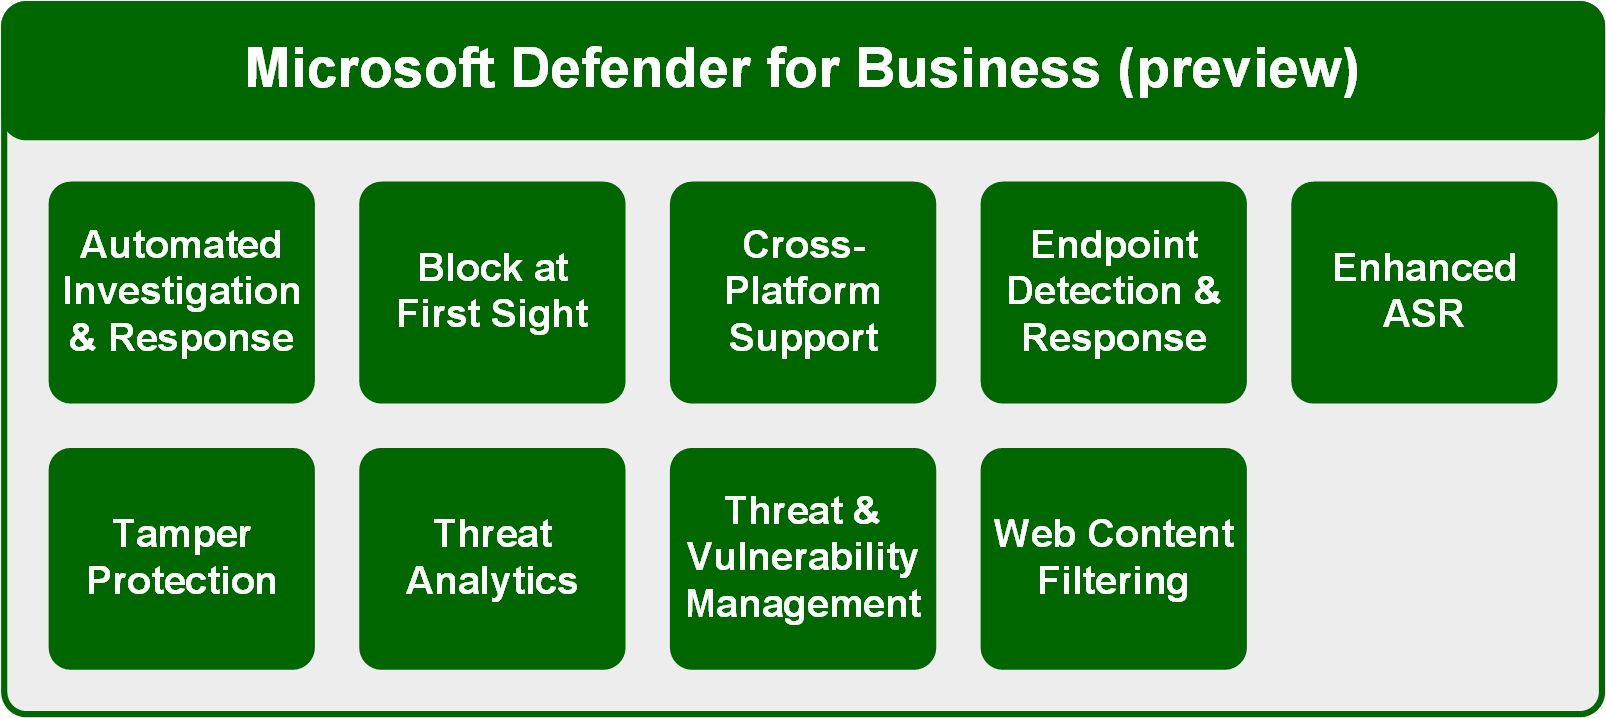 Microsoft Defender for Business (preview)
Automated
Investigation
& Response
Block at
First Sight
Cross-
Platform
Support
Endpoint
Detection &
Response
Enhanced
ASR
Tamper
Protection
Threat
Analytics
Threat &
Vulnerability
Management
Web Content
Filtering